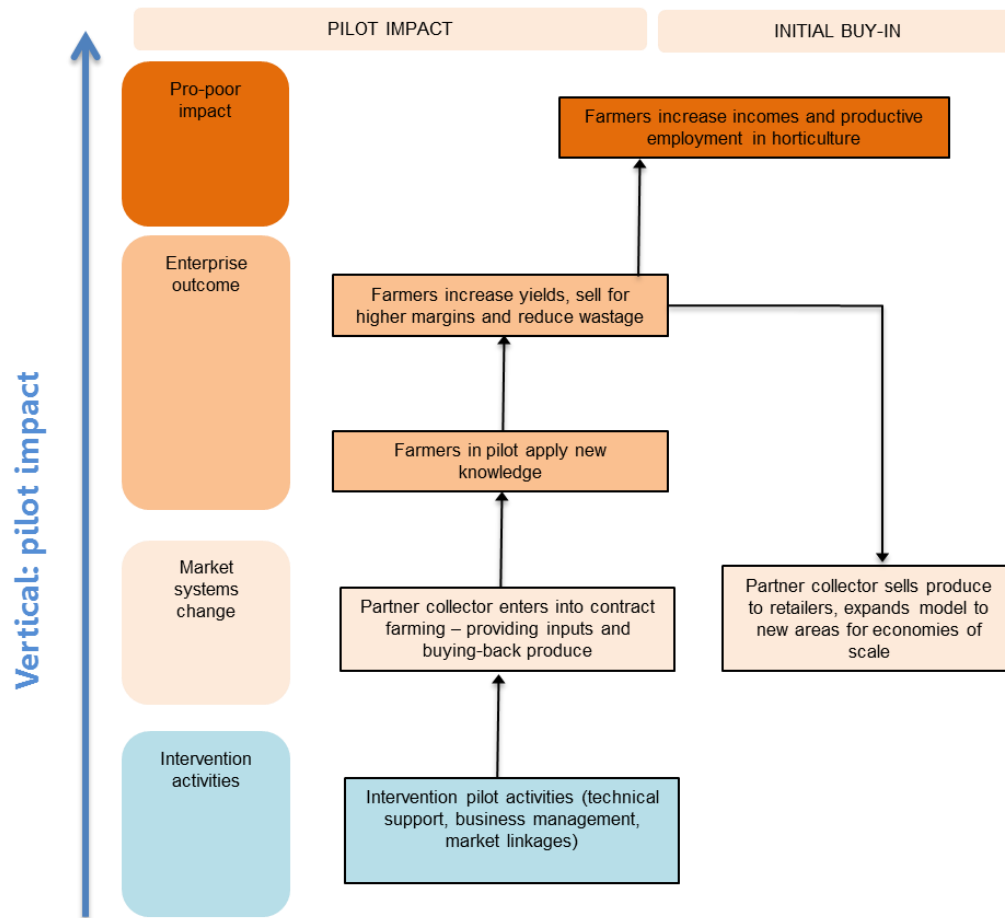 PILOT IMPACT
INITIAL BUY-IN
Pro-poor
impact
Farmers increase incomes and productive
employment in horticulture
Enterprise
outcome
Farmers increase yields, sell for
higher margins and reduce wastage
Farmers in pilot apply new
knowledge
Market
systems
change
Partner collector enters into contract
farming – providing inputs and
buying-back produce
Partner collector sells produce
to retailers, expands model to
new areas for economies of
scale
Intervention
activities
Intervention pilot activities (technical
support, business management,
market linkages)
Vertical: pilot impact